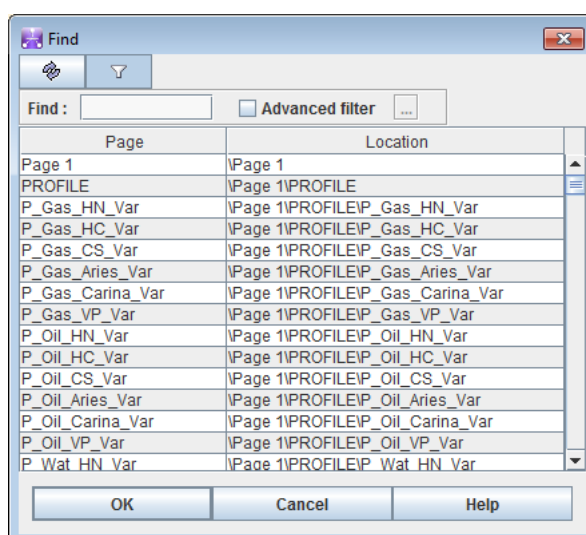 Find
Find :
Advanced filter ...
Page Location
Page 1 \Page 1
PROFILE \Page 1\PROFILE
P_Gas_HN_Var \Page 1\PROFILE\P_Gas_HN_Var
P_Gas_HC_Var \Page 1\PROFILE\P_Gas_HC_Var
P_Gas_CS_Var \Page 1\PROFILE\P_Gas_CS_Var
P_Gas_Aries_Var \Page 1\PROFILE\P_Gas_Aries_Var
P_Gas_Carina_Var \Page 1\PROFILE\P_Gas_Carina_Var
P_Gas_VP_Var \Page 1\PROFILE\P_Gas_VP_Var
P_Oil_HN_Var \Page 1\PROFILE\P_Oil_HN_Var
P_Oil_HC_Var \Page 1\PROFILE\P_Oil_HC_Var
P_Oil_CS_Var \Page 1\PROFILE\P_Oil_CS_Var
P_Oil_Aries_Var \Page 1\PROFILE\P_Oil_Aries_Var
P_Oil_Carina_Var \Page 1\PROFILE\P_Oil_Carina_Var
P_Oil_VP_Var \Page 1\PROFILE\P_Oil_VP_Var
P_Wat_HN_Var \Page 1\PROFILE\P_Wat_HN_Var
OK Cancel Help